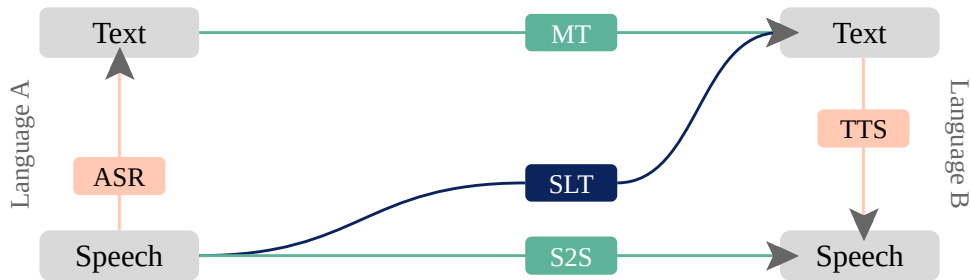 Text
MT
Text
Language A
Language B
TTS
ASR
SLT
Speech
S2S
Speech